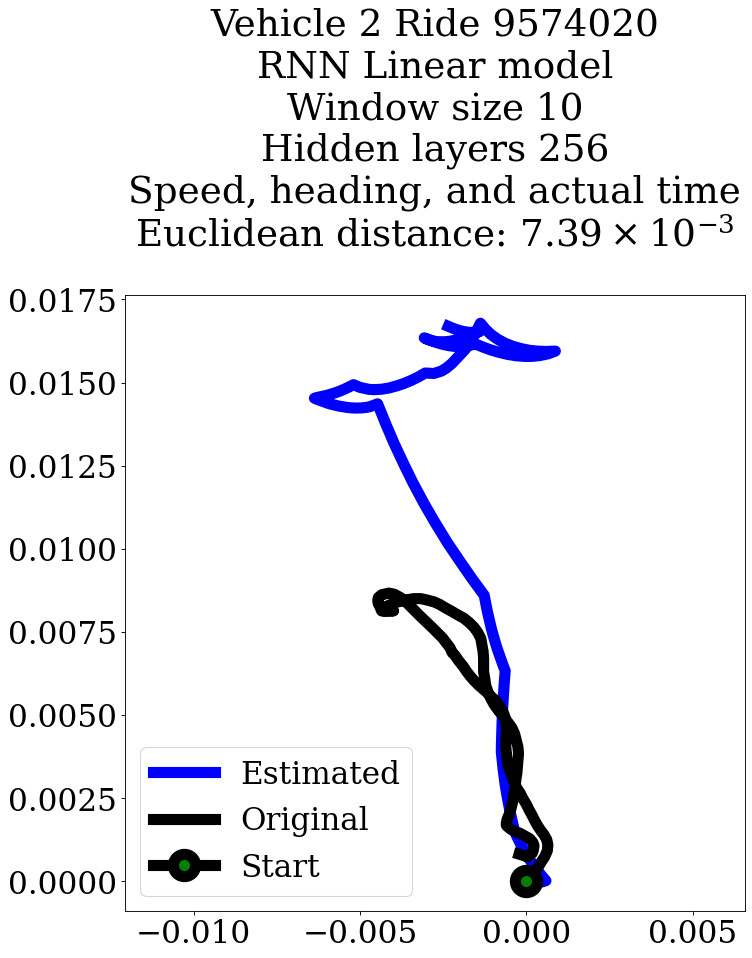 Vehicle 2 Ride 9574020
RNN Linear model
Window size 10
Hidden layers 256
Speed, heading, and actual time
Euclidean distance: 7.39 × 10⁻³
0.0175
0.0150
0.0125
0.0100
0.0075
0.0050
0.0025
0.0000
Estimated
Original
Start
−0.010
−0.005
0.000
0.005